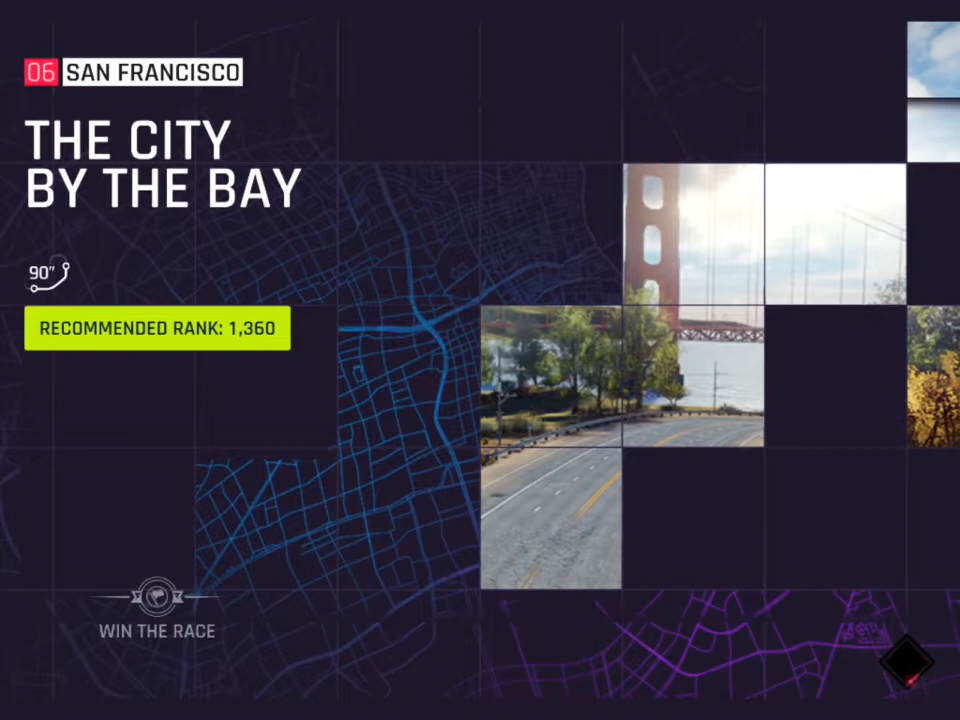 06 SAN FRANCISCO
THE CITY
BY THE BAY
90"
RECOMMENDED RANK: 1,360
WIN THE RACE